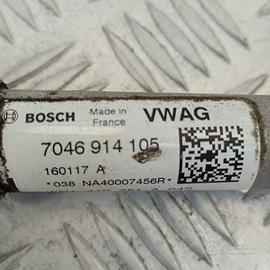 BOSCH
Made in
France
VWAG
7046 914 105
160117 A
*038 NA40007456R*